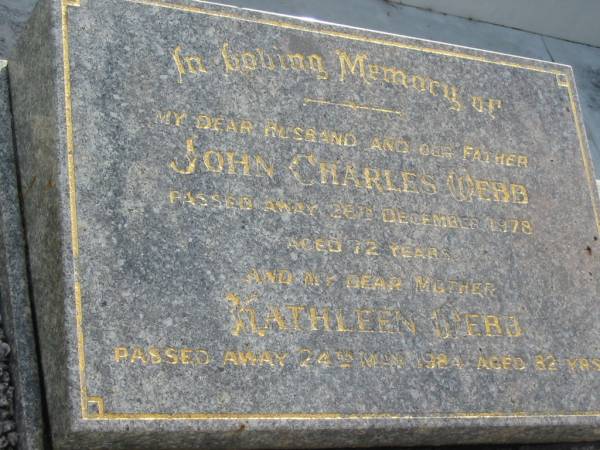 In Loving Memory of
MY DEAR HUSBAND AND OUR FATHER
JOHN CHARLES WEBB
PASSED AWAY 26TH DECEMBER 1978
AGED 72 YEARS
AND MY DEAR MOTHER
KATHLEEN WEBB
PASSED AWAY 24TH MAY 1984 AGED 82 YRS